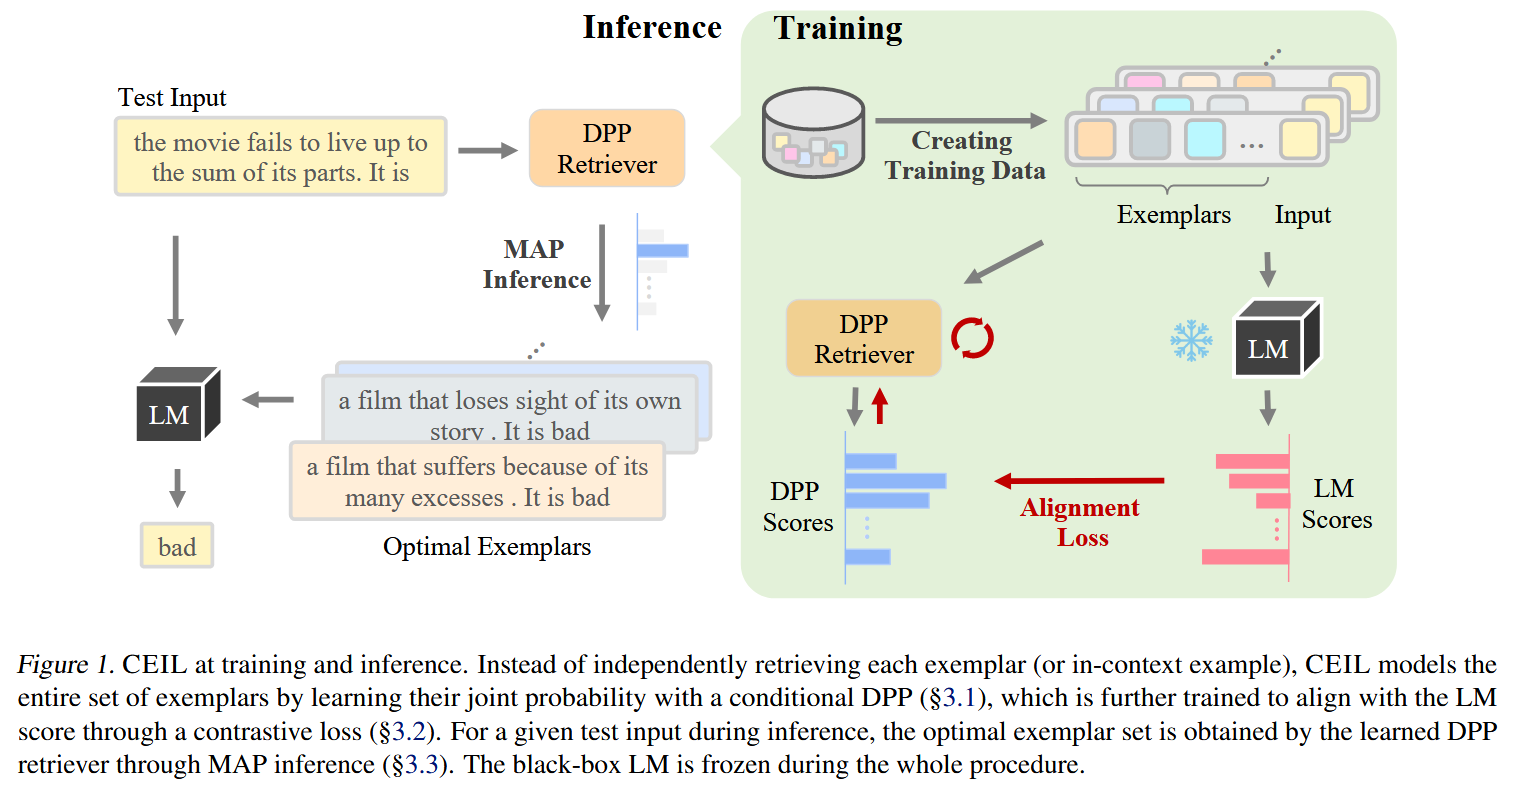 Inference
Training
Test Input
the movie fails to live up to
the sum of its parts. It is
DPP
Retriever
MAP
Inference
LM
bad
a film that loses sight of its own
story . It is bad
a film that suffers because of its
many excesses . It is bad
Optimal Exemplars
Creating
Training Data
...
Exemplars
Input
DPP
Retriever
LM
DPP
Scores
Alignment
Loss
LM
Scores
Figure 1. CEIL at training and inference. Instead of independently retrieving each exemplar (or in-context example), CEIL models the
entire set of exemplars by learning their joint probability with a conditional DPP (§3.1), which is further trained to align with the LM
score through a contrastive loss (§3.2). For a given test input during inference, the optimal exemplar set is obtained by the learned DPP
retriever through MAP inference (§3.3). The black-box LM is frozen during the whole procedure.